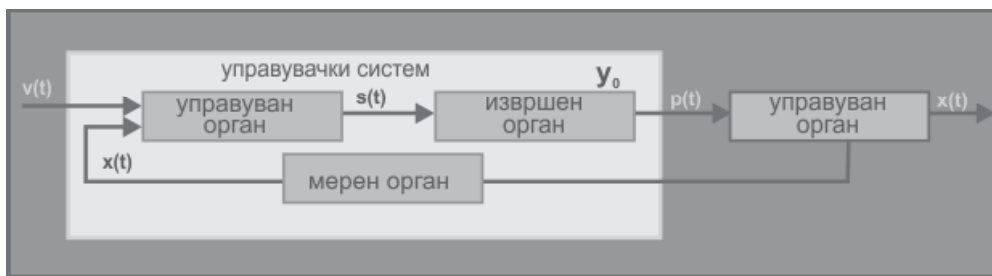 управувачки систем
y₀
v(t)
управуван
орган
s(t)
извршен
орган
p(t)
управуван
орган
x(t)
x(t)
мерен орган